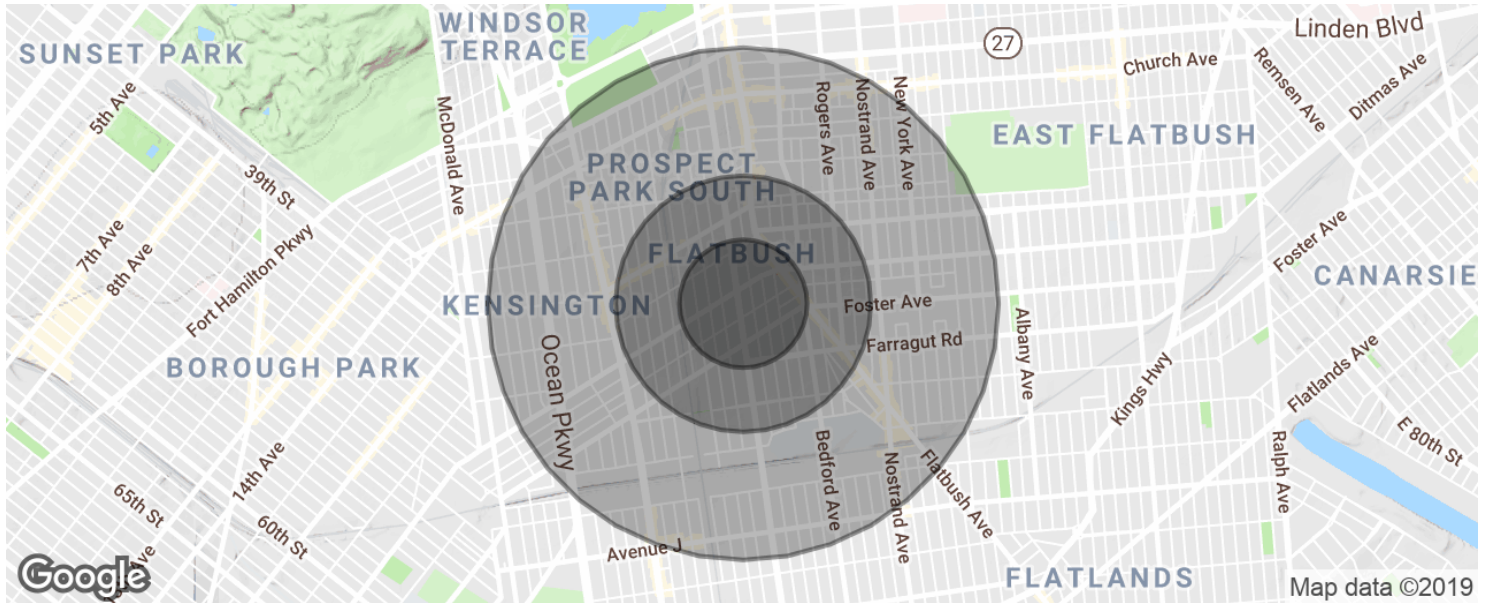 WINDSOR
TERRACE
Linden Blvd
SUNSET PARK
27
Church Ave
Remsen Ave
Ditmas Ave
5th Ave
McDonald Ave
Rogers Ave
Nostrand Ave
New York Ave
EAST FLATBUSH
PROSPECT
PARK SOUTH
39th St
7th Ave
8th Ave
Fort Hamilton Pkwy
FLATBUSH
Foster Ave
CANARSIE
KENSINGTON
Foster Ave
Albany Ave
Farragut Rd
Ocean Pkwy
BOROUGH PARK
Kings Hwy
Flatlands Ave
E 80th St
14th Ave
Bedford Ave
Nostrand Ave
Flatbush Ave
Ralph Ave
65th St
60th St
Avenue J
FLATLANDS
Google
Map data ©2019